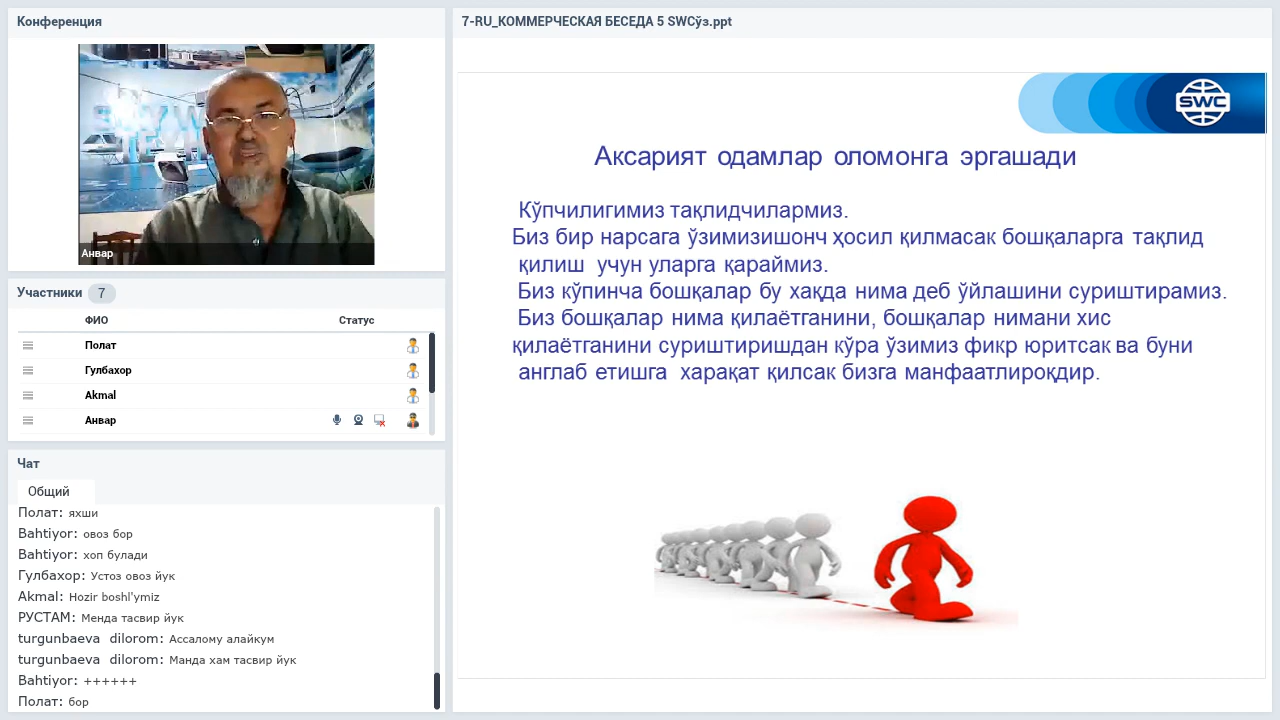 Конференция
Анвар
Участники 7
ФИО Статус
Полат
Гулбахор
Akmal
Анвар
Чат
Общий
Полат: яхши
Bahtiyor: овоз бор
Bahtiyor: хоп булади
Гулбахор: Устоз овоз йук
Akmal: Hozir boshl'ymiz
РУСТАМ: Менда тасвир йук
turgunbaeva dilorom: Ассалому алайкум
turgunbaeva dilorom: Манда хам тасвир йук
Bahtiyor: ++++++
Полат: бор
7-RU_КОММЕРЧЕСКАЯ БЕСЕДА 5 SWCўз.ppt
SWC
Аксарият одамлар оломонга эргашади
Кўпчилигимиз тақлидчилармиз.
Биз бир нарсага ўзимизишонч ҳосил қилмасак бошқаларга тақлид
қилиш учун уларга қараймиз.
Биз кўпинча бошқалар бу хақда нима деб ўйлашини суриштирамиз.
Биз бошқалар нима қилаётганини, бошқалар нимани хис
қилаётганини суриштиришдан кўра ўзимиз фикр юритсак ва буни
англаб етишга харақат қилсак бизга манфаатлироқдир.